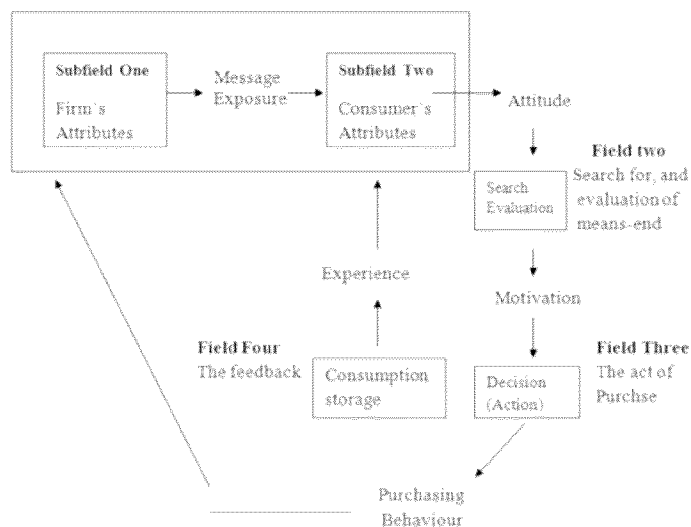 Subfield One
Firm`s
Attributes
Message
Exposure
Subfield Two
Consumer`s
Attributes
Attitude
Field two
Search for, and
evaluation of
means-end
Search
Evaluation
Experience
Motivation
Field Four
The feedback
Consumption
storage
Decision
(Action)
Field Three
The act of
Purchse
Purchasing
Behaviour